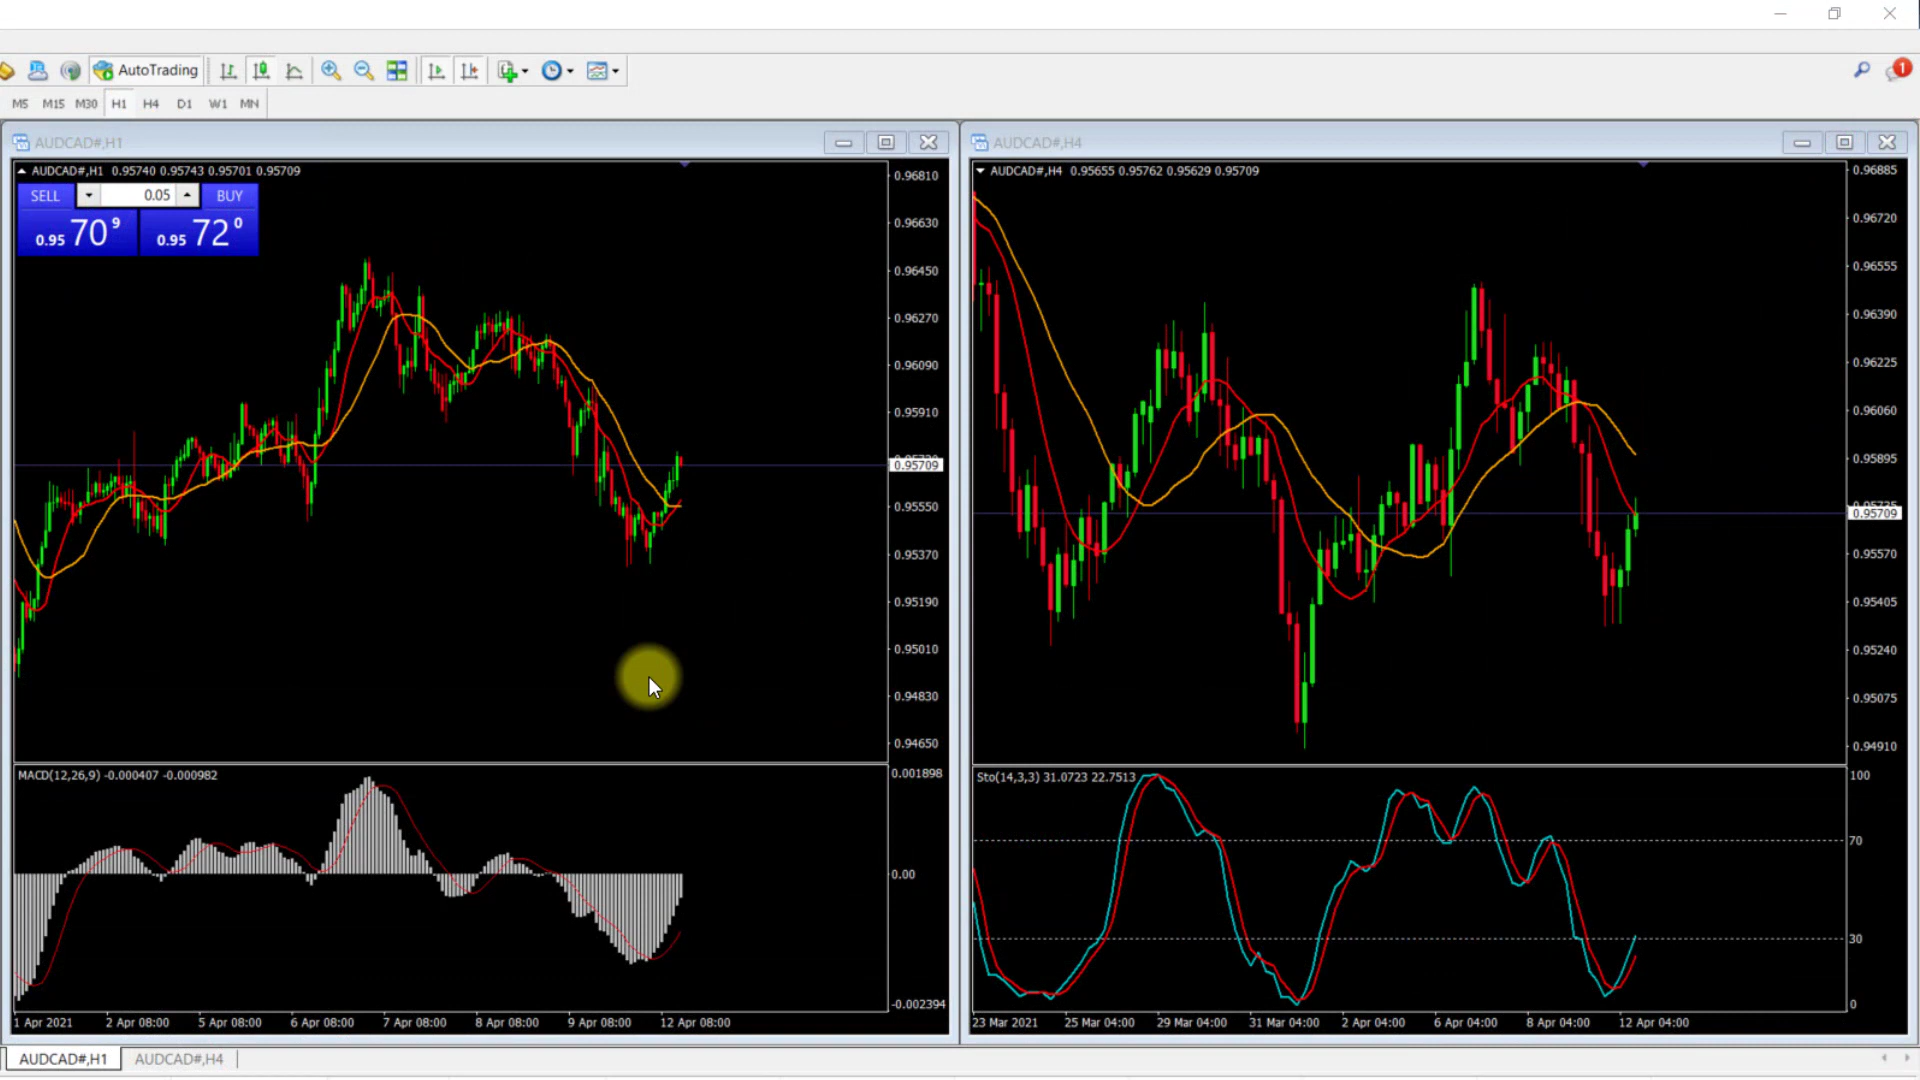 AutoTrading
1
M5 M15 M30 H1 H4 D1 W1 MN
AUDCAD#,H1
AUDCAD#,H1 0.95740 0.95743 0.95701 0.95709
SELL 0.05 BUY
0.95 70 9 0.95 72 0
0.96810
0.96630
0.96450
0.96270
0.96090
0.95910
0.95709
0.95550
0.95370
0.95190
0.95010
0.94830
0.94650
MACD(12,26,9) -0.000407 -0.000982
0.001898
0.00
-0.002394
1 Apr 2021 2 Apr 08:00 5 Apr 08:00 6 Apr 08:00 7 Apr 08:00 8 Apr 08:00 9 Apr 08:00 12 Apr 08:00
AUDCAD#,H4
AUDCAD#,H4 0.95655 0.95762 0.95629 0.95709
0.96885
0.96720
0.96555
0.96390
0.96225
0.96060
0.95895
0.95709
0.95570
0.95405
0.95240
0.95075
0.94910
Sto(14,3,3) 31.0723 22.7513
100
70
30
0
23 Mar 2021 25 Mar 04:00 29 Mar 04:00 31 Mar 04:00 2 Apr 04:00 6 Apr 04:00 8 Apr 04:00 12 Apr 04:00
AUDCAD#,H1 AUDCAD#,H4